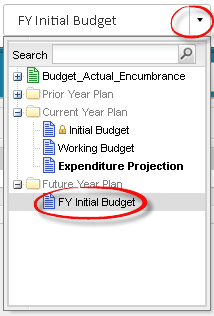 FY Initial Budget
Search
Budget_Actual_Encumbrance
Prior Year Plan
Current Year Plan
Initial Budget
Working Budget
Expenditure Projection
Future Year Plan
FY Initial Budget